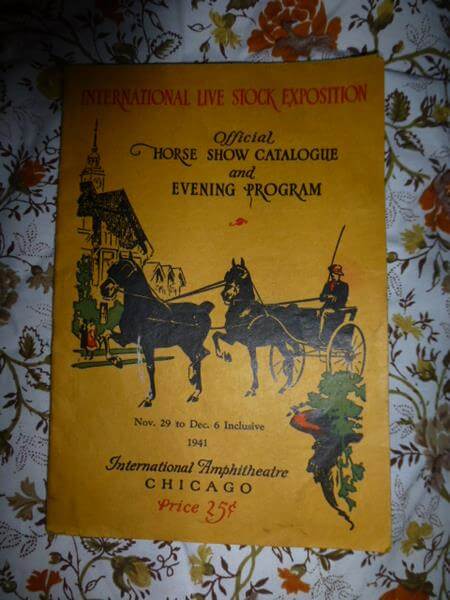 INTERNATIONAL LIVE STOCK EXPOSITION
Official
HORSE SHOW CATALOGUE
and
EVENING PROGRAM
Nov. 29 to Dec. 6 Inclusive
1941
International Amphitheatre
CHICAGO
Price 25¢